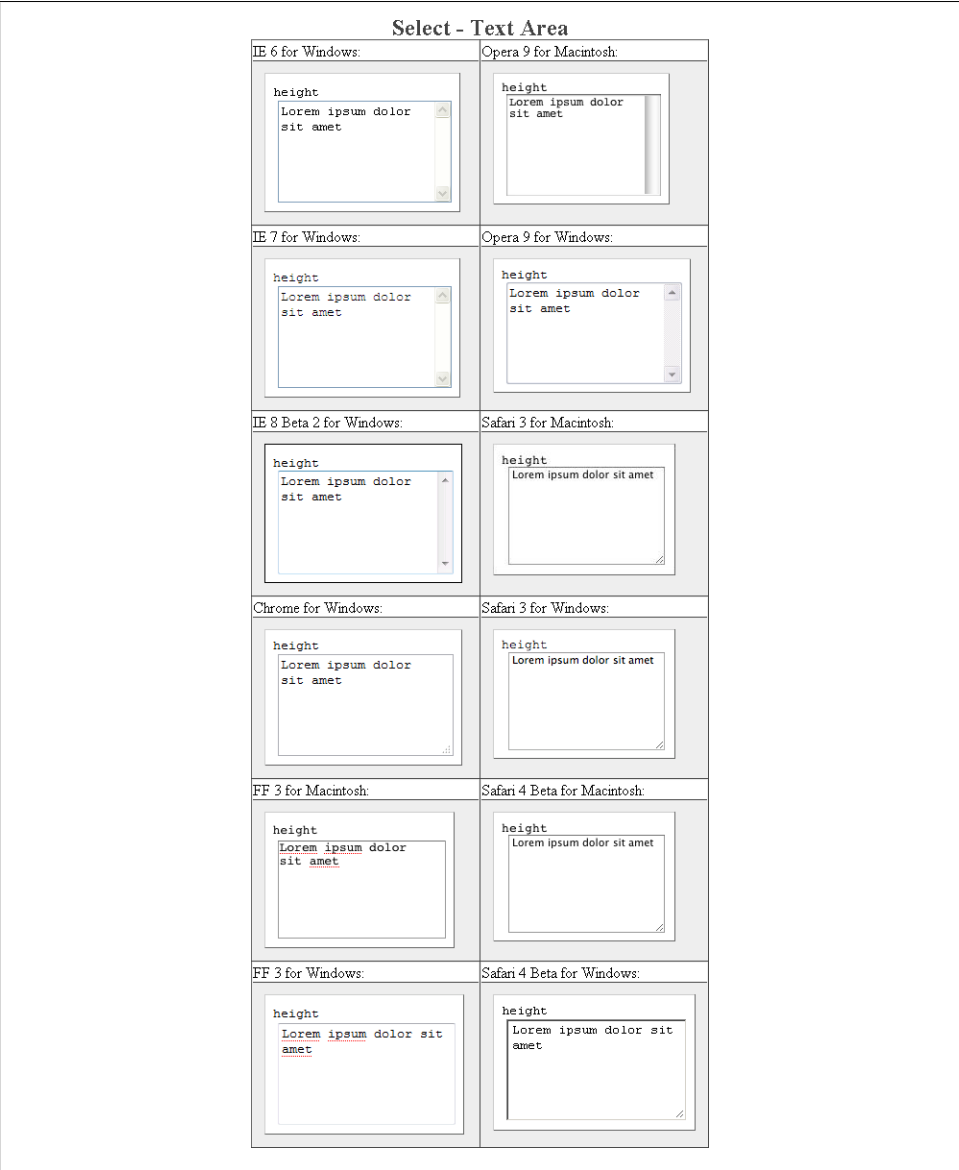 Select - Text Area
IE 6 for Windows:
height
Lorem ipsum dolor
sit amet
Opera 9 for Macintosh:
height
Lorem ipsum dolor
sit amet
IE 7 for Windows:
height
Lorem ipsum dolor
sit amet
Opera 9 for Windows:
height
Lorem ipsum dolor
sit amet
IE 8 Beta 2 for Windows:
height
Lorem ipsum dolor
sit amet
Safari 3 for Macintosh:
height
Lorem ipsum dolor sit amet
Chrome for Windows:
height
Lorem ipsum dolor
sit amet
Safari 3 for Windows:
height
Lorem ipsum dolor sit amet
FF 3 for Macintosh:
height
Lorem ipsum dolor
sit amet
Safari 4 Beta for Macintosh:
height
Lorem ipsum dolor sit amet
FF 3 for Windows:
height
Lorem ipsum dolor sit
amet
Safari 4 Beta for Windows:
height
Lorem ipsum dolor sit
amet